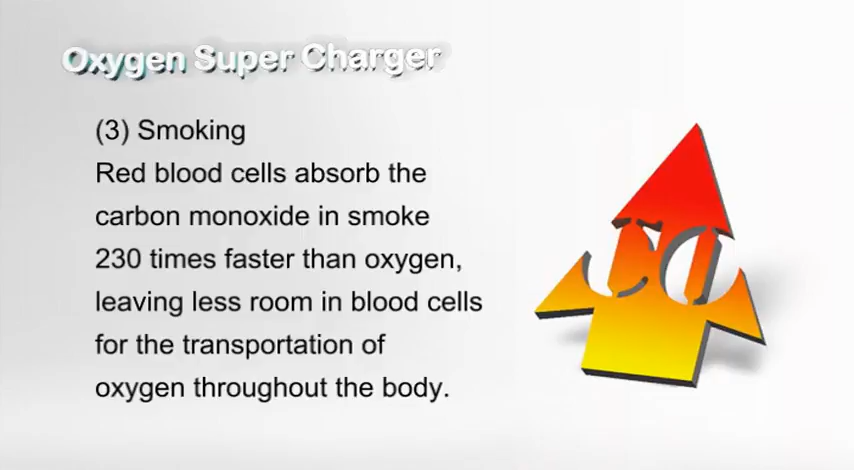 Oxygen Super Charger
(3) Smoking
Red blood cells absorb the
carbon monoxide in smoke
230 times faster than oxygen,
leaving less room in blood cells
for the transportation of
oxygen throughout the body.
CO